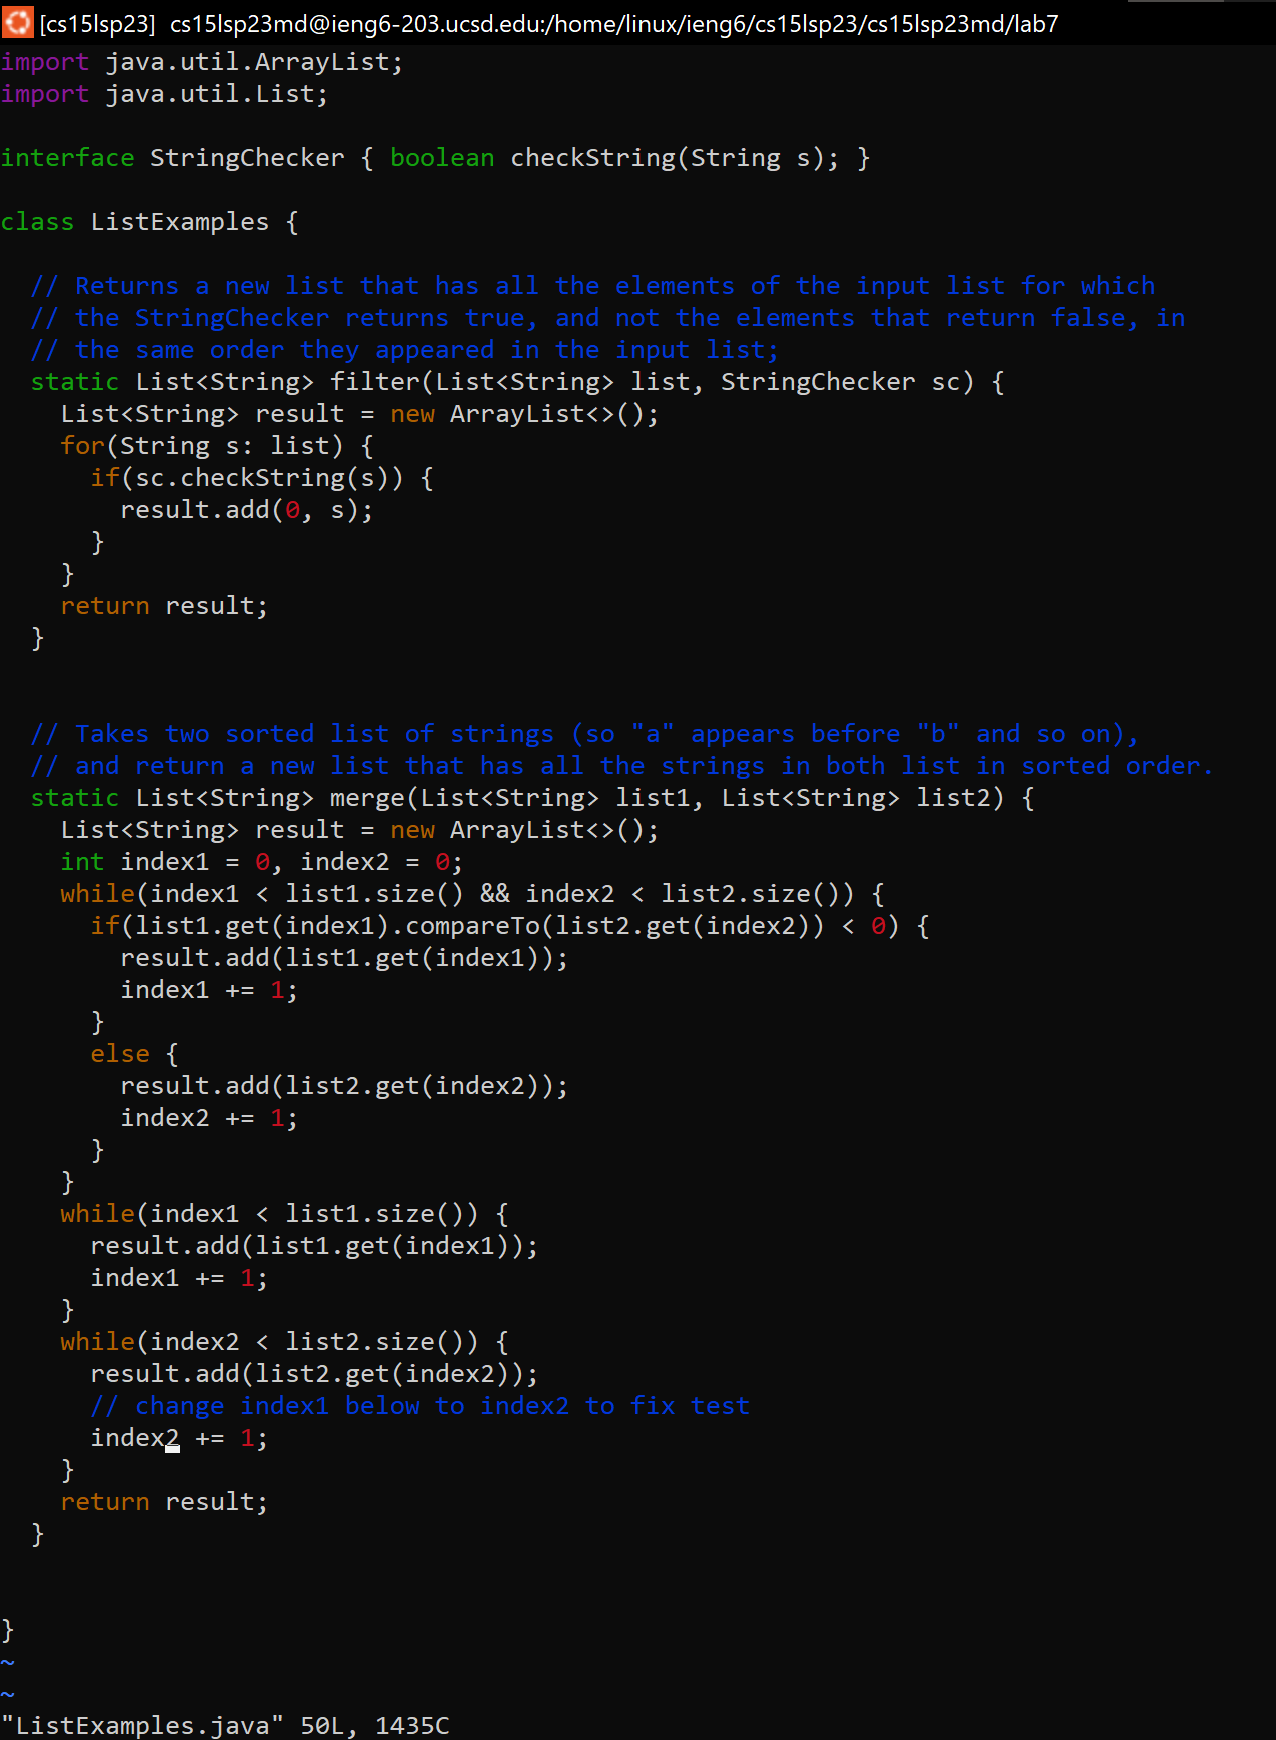 [cs15lsp23] cs15lsp23md@ieng6-203.ucsd.edu:/home/linux/ieng6/cs15lsp23/cs15lsp23md/lab7
import java.util.ArrayList;
import java.util.List;

interface StringChecker { boolean checkString(String s); }

class ListExamples {

  // Returns a new list that has all the elements of the input list for which
  // the StringChecker returns true, and not the elements that return false, in
  // the same order they appeared in the input list;
  static List<String> filter(List<String> list, StringChecker sc) {
    List<String> result = new ArrayList<>();
    for(String s: list) {
      if(sc.checkString(s)) {
        result.add(0, s);
      }
    }
    return result;
  }


  // Takes two sorted list of strings (so "a" appears before "b" and so on),
  // and return a new list that has all the strings in both list in sorted order.
  static List<String> merge(List<String> list1, List<String> list2) {
    List<String> result = new ArrayList<>();
    int index1 = 0, index2 = 0;
    while(index1 < list1.size() && index2 < list2.size()) {
      if(list1.get(index1).compareTo(list2.get(index2)) < 0) {
        result.add(list1.get(index1));
        index1 += 1;
      }
      else {
        result.add(list2.get(index2));
        index2 += 1;
      }
    }
    while(index1 < list1.size()) {
      result.add(list1.get(index1));
      index1 += 1;
    }
    while(index2 < list2.size()) {
      result.add(list2.get(index2));
      // change index1 below to index2 to fix test
      index2 += 1;
    }
    return result;
  }


}
~
~
"ListExamples.java" 50L, 1435C